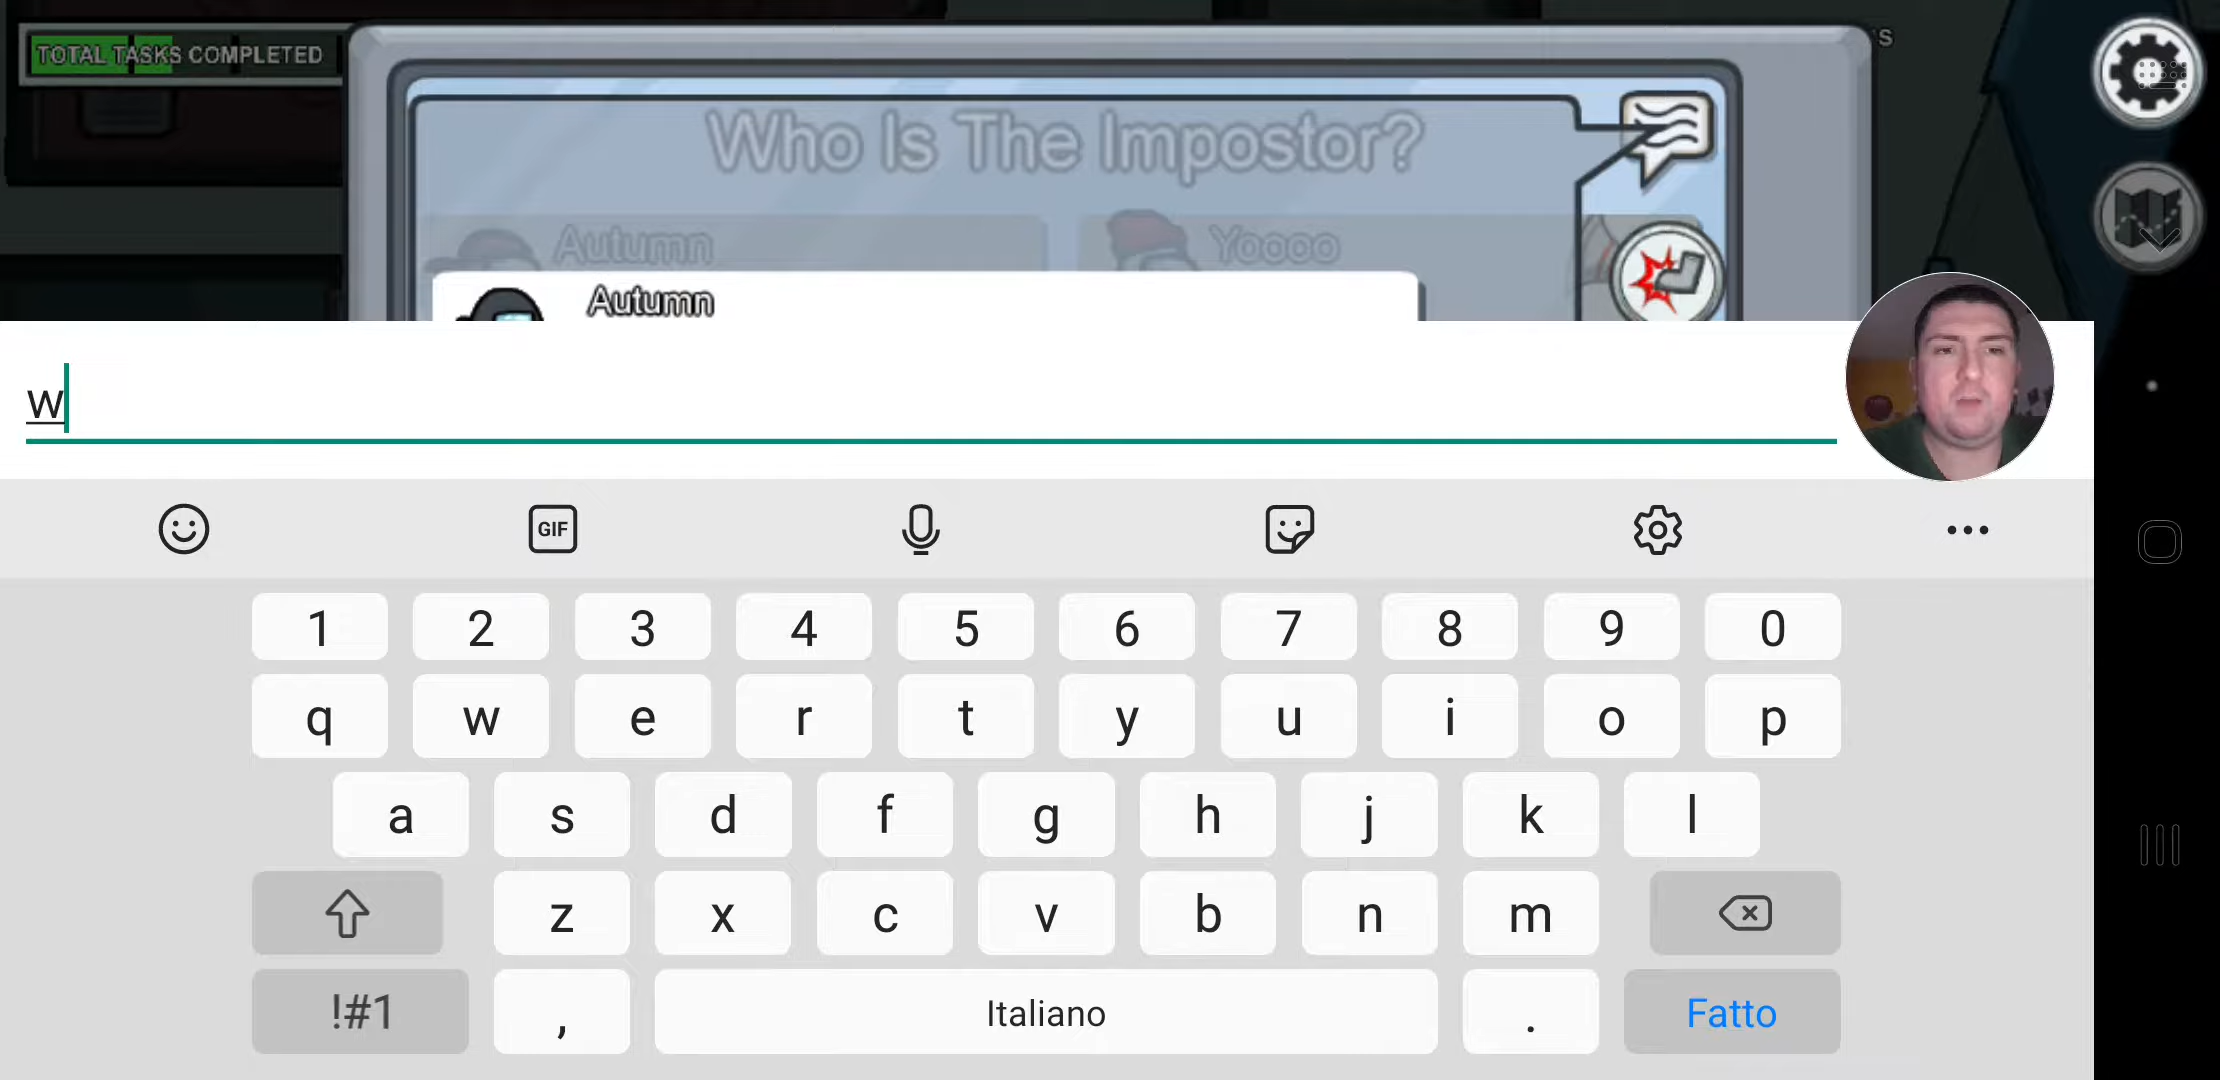 TOTAL TASKS COMPLETED
s
Who Is The Impostor?
Autumn
Yoooo
Autumn
w
GIF
1 2 3 4 5 6 7 8 9 0
q w e r t y u i o p
a s d f g h j k l
z x c v b n m
!#1 , Italiano . Fatto